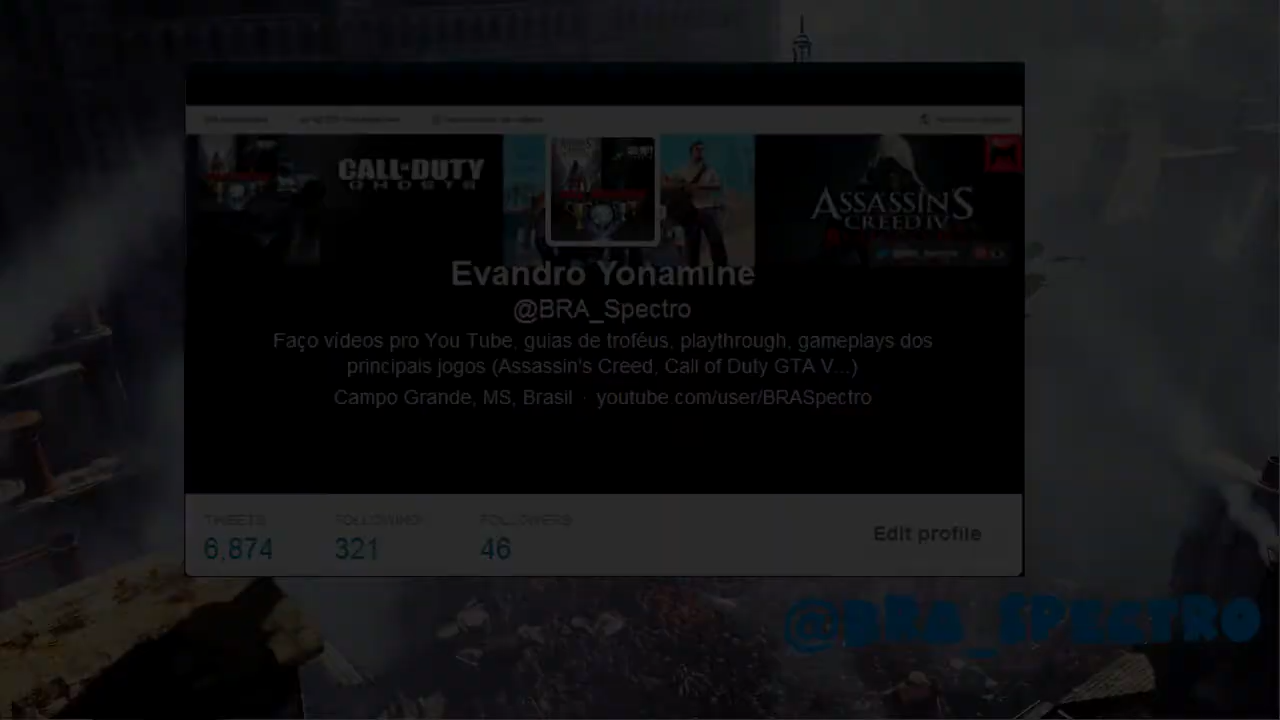 CALL OF DUTY
GHOSTS
ASSASSIN'S
CREED IV
Evandro Yonamine
@BRA_Spectro
Faço vídeos pro You Tube, guias de troféus, playthrough, gameplays dos
principais jogos (Assassin's Creed, Call of Duty GTA V...)
Campo Grande, MS, Brasil · youtube.com/user/BRASpectro
TWEETS
FOLLOWING
FOLLOWERS
6,874
321
46
Edit profile
@BRA_SPECTRO